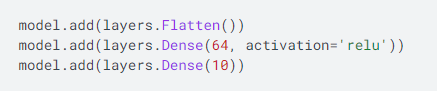 model.add(layers.Flatten())
model.add(layers.Dense(64, activation='relu'))
model.add(layers.Dense(10))